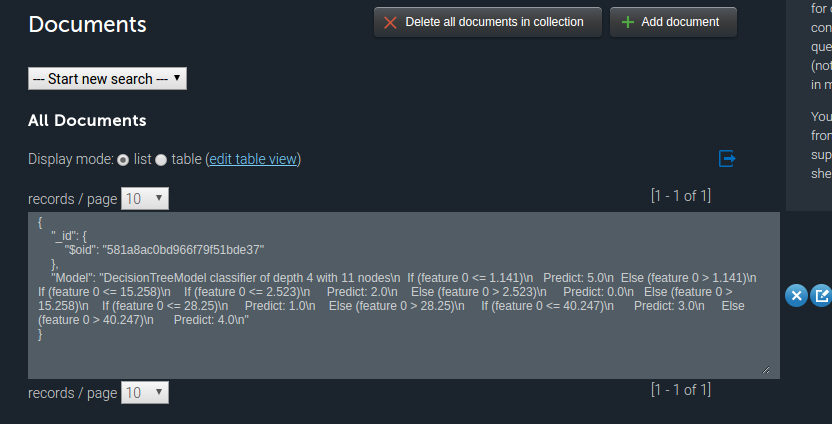 Documents
Delete all documents in collection
Add document
--- Start new search ---
All Documents
Display mode: list table (edit table view)
records / page 10
[1 - 1 of 1]
{
"_id": {
"$oid": "581a8ac0bd966f79f51bde37"
},
"Model": "DecisionTreeModel classifier of depth 4 with 11 nodes\n  If (feature 0 <= 1.141)\n   Predict: 5.0\n  Else (feature 0 > 1.141)\n
If (feature 0 <= 15.258)\n    If (feature 0 <= 2.523)\n     Predict: 2.0\n    Else (feature 0 > 2.523)\n     Predict: 0.0\n   Else (feature 0 >
15.258)\n    If (feature 0 <= 28.25)\n     Predict: 1.0\n    Else (feature 0 > 28.25)\n     If (feature 0 <= 40.247)\n      Predict: 3.0\n     Else
(feature 0 > 40.247)\n      Predict: 4.0\n"
}
records / page 10
[1 - 1 of 1]
for
con
que
(not
in m
You
from
sup
she